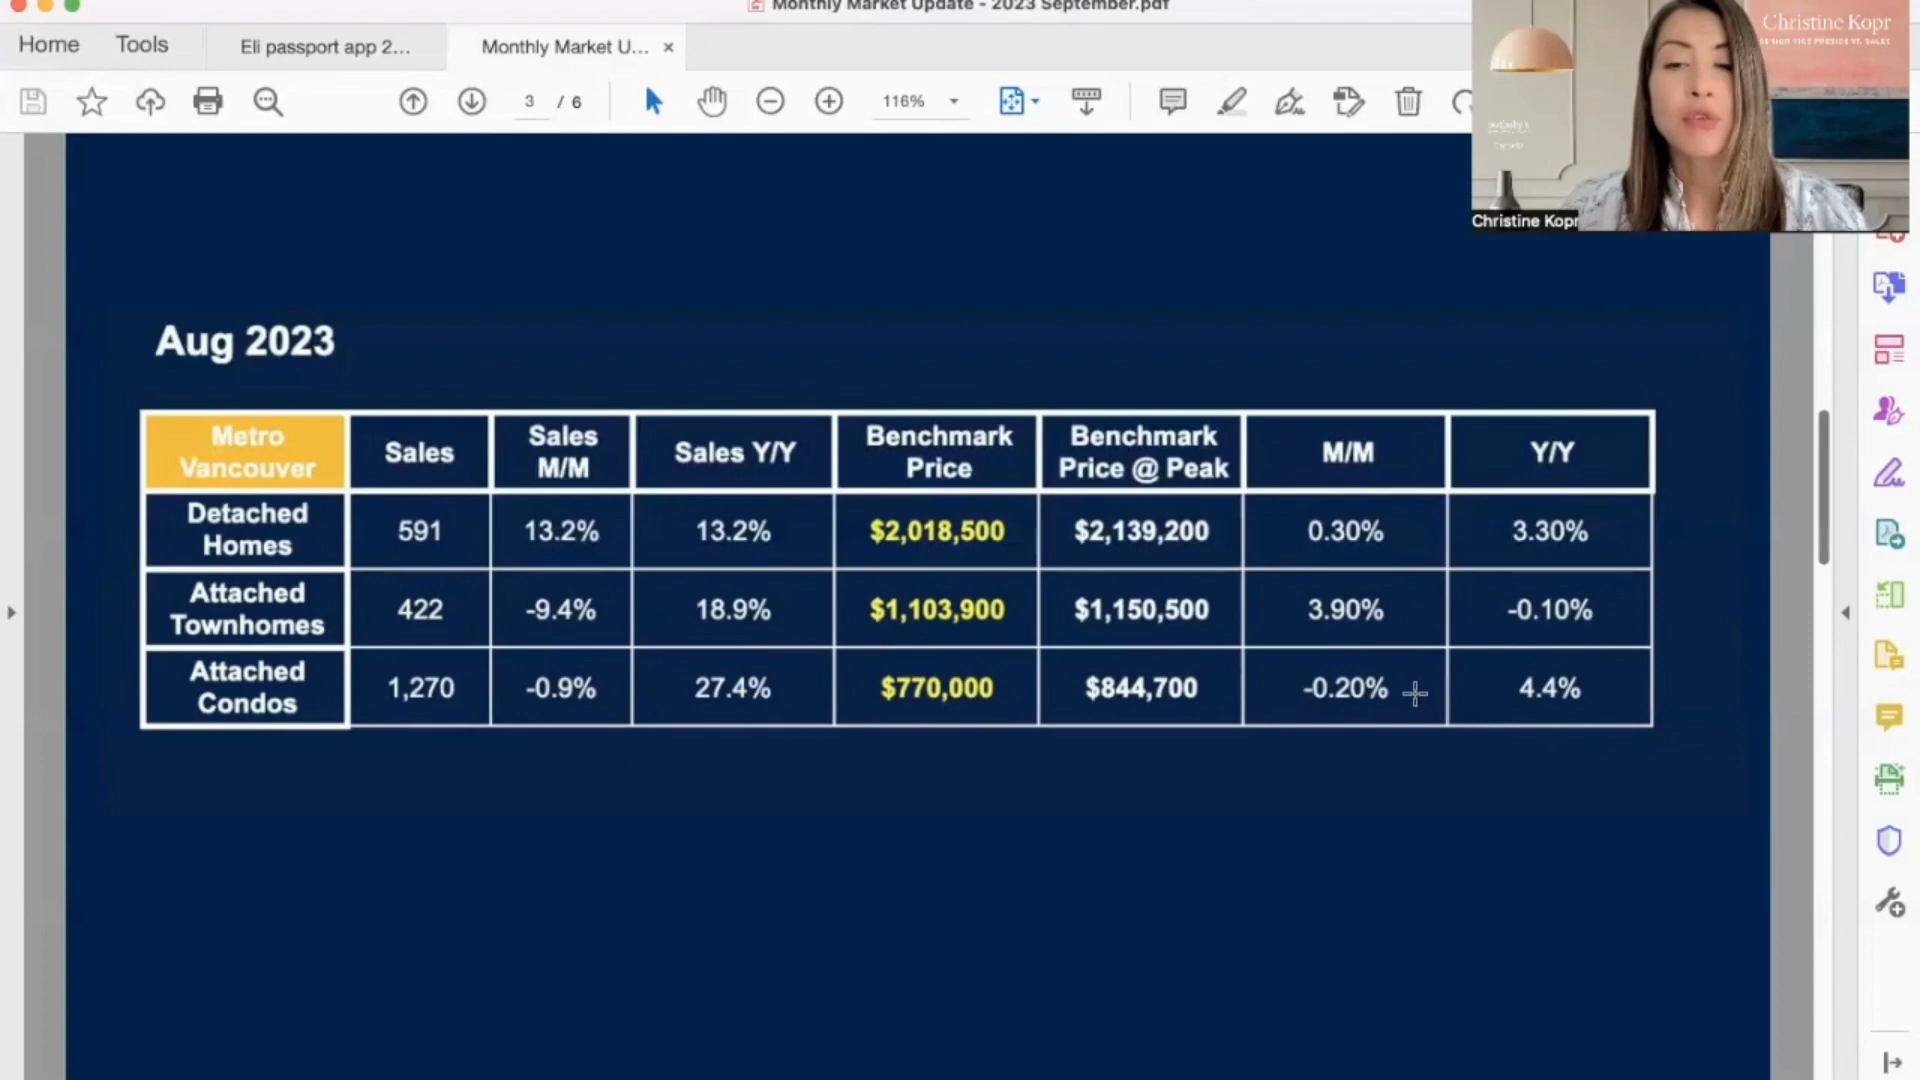 Monthly Market Update - 2023 September.pdf
Home
Tools
Eli passport app 2...
Monthly Market U...
3 / 6
116%
Christine Kopr
SENIOR VICE PRESIDENT, SALES
Christine Kopr
Aug 2023
Metro Vancouver
Sales
Sales M/M
Sales Y/Y
Benchmark Price
Benchmark Price @ Peak
M/M
Y/Y
Detached Homes
591
13.2%
13.2%
$2,018,500
$2,139,200
0.30%
3.30%
Attached Townhomes
422
-9.4%
18.9%
$1,103,900
$1,150,500
3.90%
-0.10%
Attached Condos
1,270
-0.9%
27.4%
$770,000
$844,700
-0.20%
4.4%